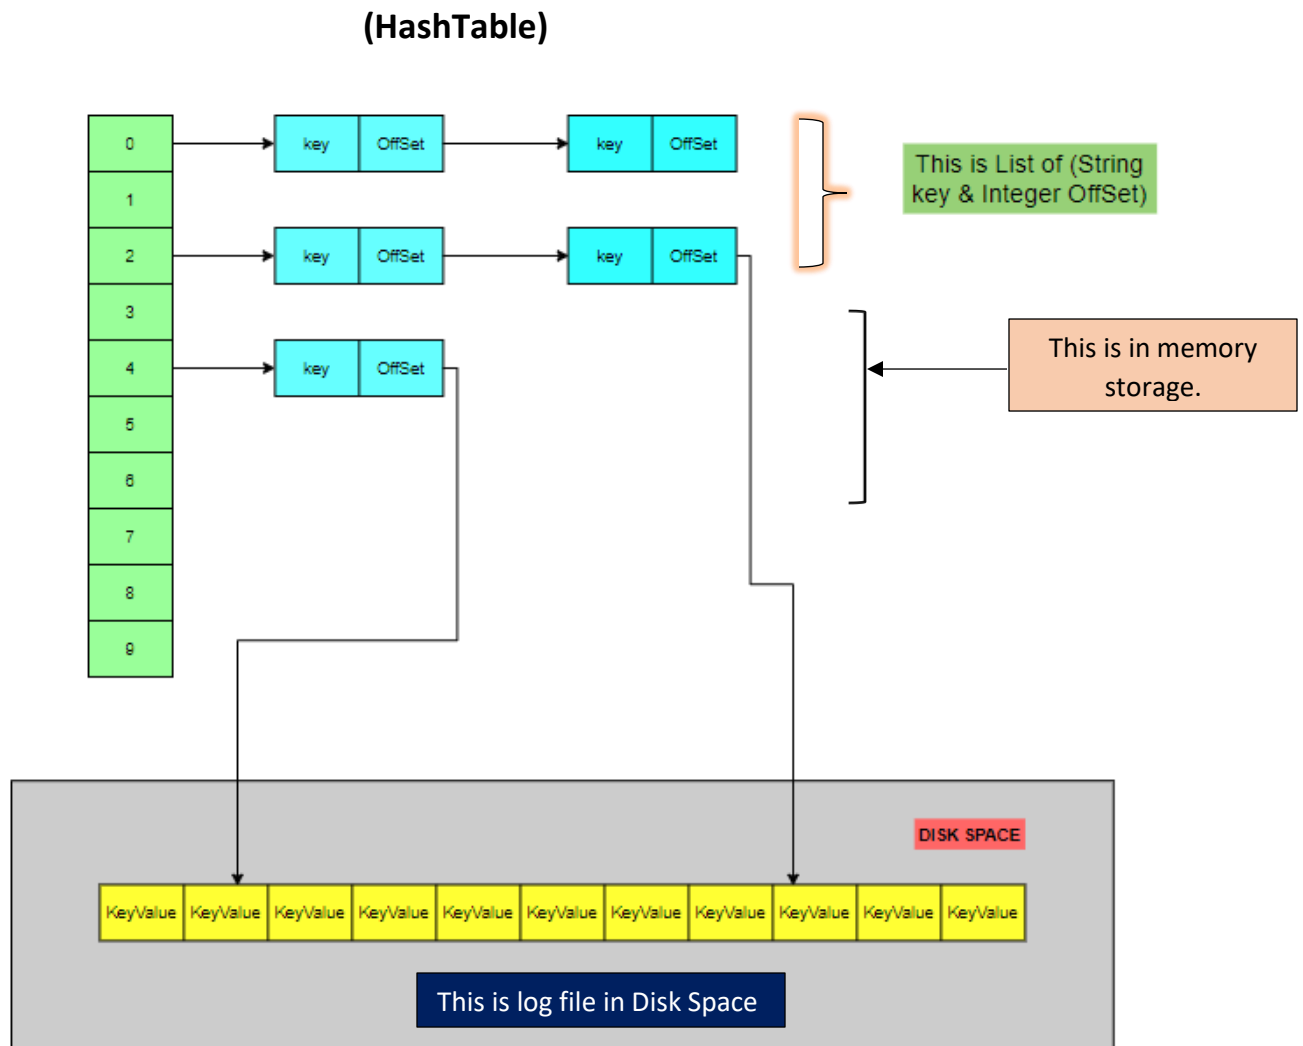 (HashTable)
0
key
OffSet
key
OffSet
This is List of (String
key & Integer OffSet)
1
2
key
OffSet
key
OffSet
3
This is in memory
storage.
4
key
OffSet
5
6
7
8
9
DISK SPACE
KeyValue KeyValue KeyValue KeyValue KeyValue KeyValue KeyValue KeyValue KeyValue KeyValue KeyValue
This is log file in Disk Space